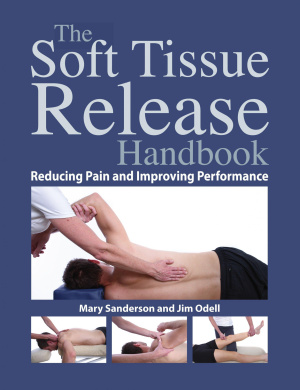 The
Soft Tissue
Release
Handbook
Reducing Pain and Improving Performance
Mary Sanderson and Jim Odell